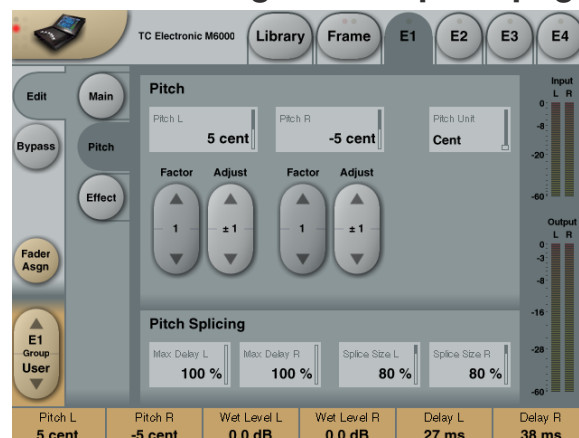 TC Electronic M6000
Library
Frame
E1
E2
E3
E4
Edit
Bypass
Fader
Asgn
E1
Group
User
Main
Pitch
Effect
Pitch
Pitch L
5 cent
Pitch R
-5 cent
Pitch Unit
Cent
Factor Adjust Factor Adjust
1 ± 1 1 ± 1
Pitch Splicing
Max Delay L
100 %
Max Delay R
100 %
Splice Size L
80 %
Splice Size R
80 %
Input
L R
0
-8
-20
-60
Output
L R
0
-3
-8
-16
-28
-60
Pitch L Pitch R Wet Level L Wet Level R Delay L Delay R
5 cent -5 cent 0.0 dB 0.0 dB 27 ms 38 ms